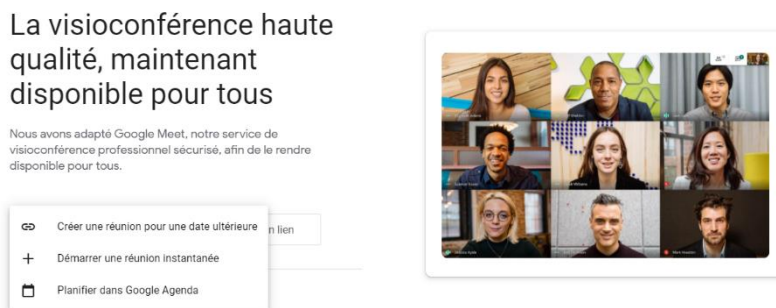 La visioconférence haute
qualité, maintenant
disponible pour tous
Nous avons adapté Google Meet, notre service de
visioconférence professionnel sécurisé, afin de le rendre
disponible pour tous.
Créer une réunion pour une date ultérieure
n lien
Démarrer une réunion instantanée
Planifier dans Google Agenda